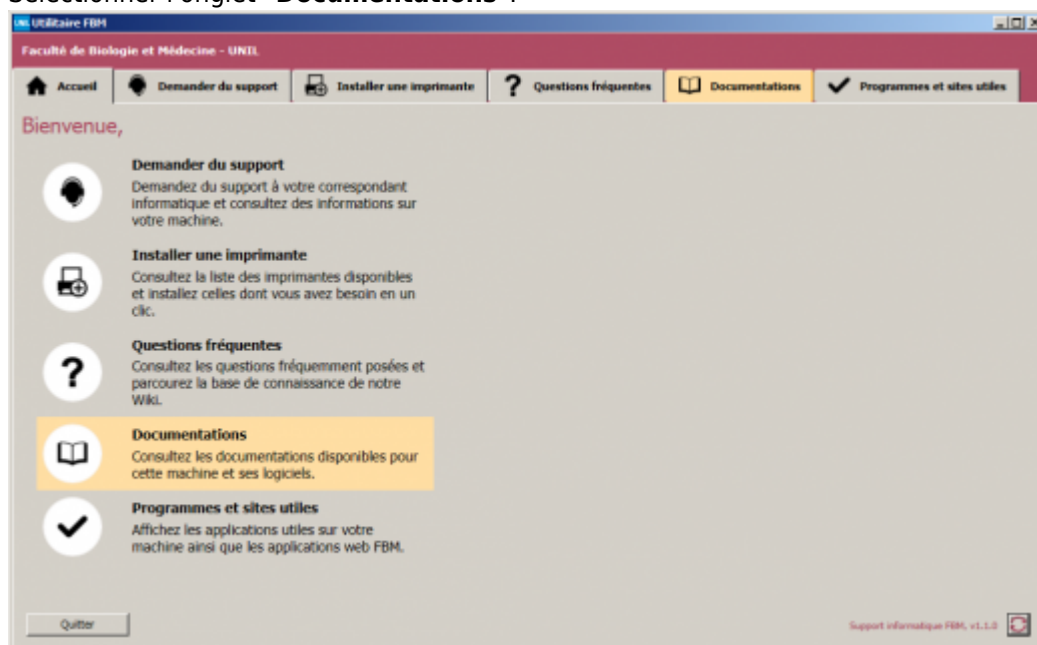 Sélectionner l'onglet "Documentations".
UNIL Utilitaire FBM
Faculté de Biologie et Médecine - UNIL
Accueil Demander du support Installer une imprimante Questions fréquentes Documentations Programmes et sites utiles
Bienvenue,
Demander du support
Demandez du support à votre correspondant
informatique et consultez des informations sur
votre machine.
Installer une imprimante
Consultez la liste des imprimantes disponibles
et installez celles dont vous avez besoin en un
clic.
Questions fréquentes
Consultez les questions fréquemment posées et
parcourez la base de connaissance de notre
Wiki.
Documentations
Consultez les documentations disponibles pour
cette machine et ses logiciels.
Programmes et sites utiles
Affichez les applications utiles sur votre
machine ainsi que les applications web FBM.
Quitter
Support informatique FBM, v1.1.0